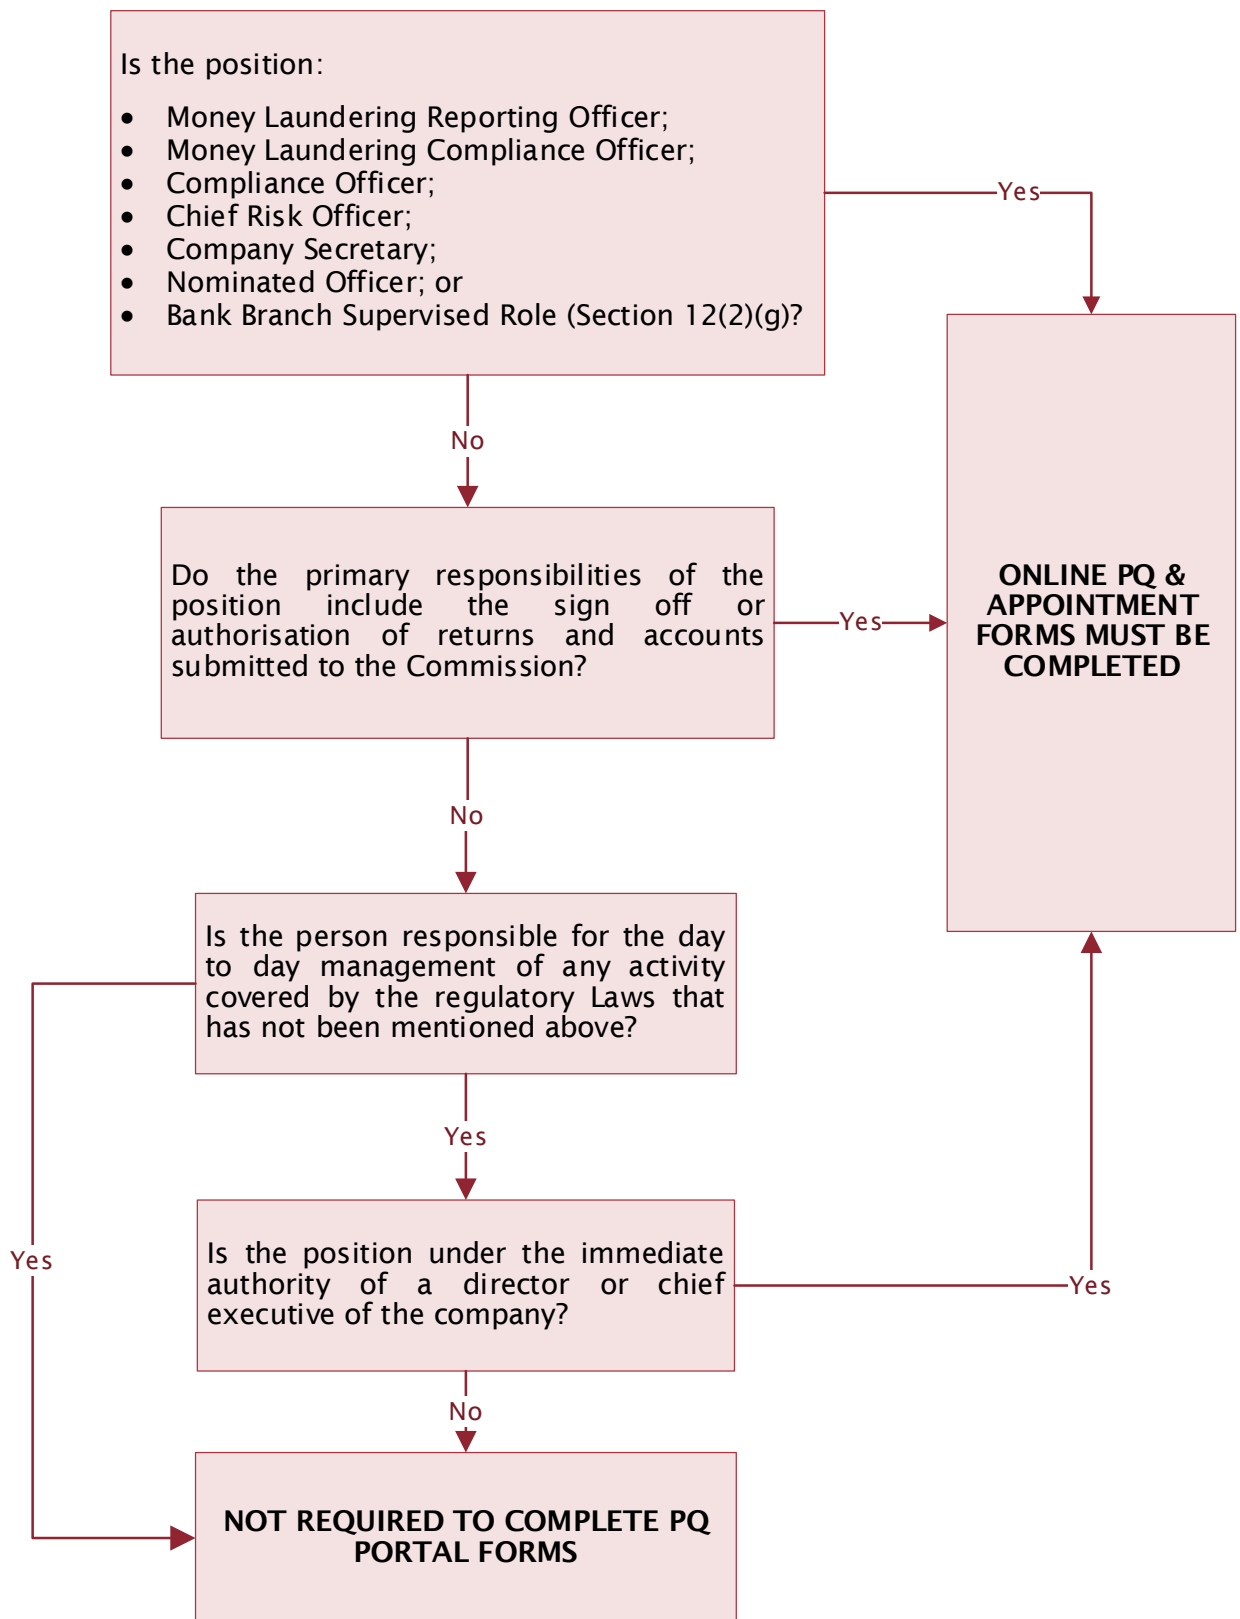 Is the position:
• Money Laundering Reporting Officer;
• Money Laundering Compliance Officer;
• Compliance Officer;
• Chief Risk Officer;
• Company Secretary;
• Nominated Officer; or
• Bank Branch Supervised Role (Section 12(2)(g)?
Yes
No
Do the primary responsibilities of the
position include the sign off or
authorisation of returns and accounts
submitted to the Commission?
Yes
ONLINE PQ &
APPOINTMENT
FORMS MUST BE
COMPLETED
No
Is the person responsible for the day
to day management of any activity
covered by the regulatory Laws that
has not been mentioned above?
Yes
Yes
Is the position under the immediate
authority of a director or chief
executive of the company?
Yes
No
NOT REQUIRED TO COMPLETE PQ
PORTAL FORMS